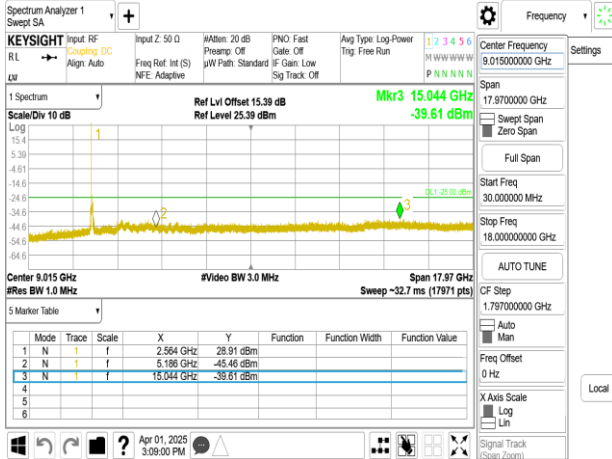 Spectrum Analyzer 1
Swept SA
Frequency
KEYSIGHT
RL
LXI
Input: RF
Coupling: DC
Align: Auto
Input Z: 50 Ω
Freq Ref: Int (S)
NFE: Adaptive
#Atten: 20 dB
Preamp: Off
µW Path: Standard
PNO: Fast
Gate: Off
IF Gain: Low
Sig Track: Off
Avg Type: Log-Power
Trig: Free Run
1 2 3 4 5 6
M W W W W W
P N N N N N
Center Frequency
9.015000000 GHz
Settings
Span
17.9700000 GHz
Swept Span
Zero Span
Full Span
Start Freq
30.000000 MHz
Stop Freq
18.000000000 GHz
AUTO TUNE
CF Step
1.797000000 GHz
Auto
Man
Freq Offset
0 Hz
X Axis Scale
Log
Lin
Local
Signal Track
(Span Zoom)
1 Spectrum
Scale/Div 10 dB
Ref Lvl Offset 15.39 dB
Ref Level 25.39 dBm
Mkr3 15.044 GHz
-39.61 dBm
Log
15.4
5.39
-4.61
-14.6
-24.6
-34.6
-44.6
-54.6
-64.6
1
2
3
DL1 -25.00 dBm
Center 9.015 GHz
#Res BW 1.0 MHz
#Video BW 3.0 MHz
Span 17.97 GHz
Sweep ~32.7 ms (17971 pts)
5 Marker Table
Mode Trace Scale X Y Function Function Width Function Value
1 N 1 f 2.564 GHz 28.91 dBm
2 N 1 f 5.186 GHz -45.46 dBm
3 N 1 f 15.044 GHz -39.61 dBm
4
5
6
?
Apr 01, 2025
3:09:00 PM